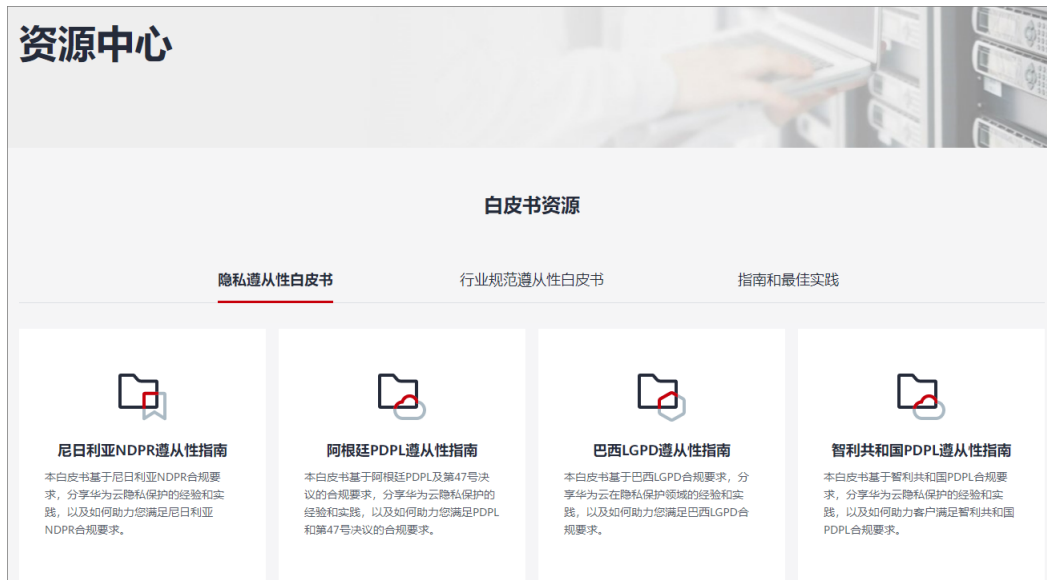 资源中心
白皮书资源
隐私遵从性白皮书
行业规范遵从性白皮书
指南和最佳实践
尼日利亚NDPR遵从性指南
本白皮书基于尼日利亚NDPR合规要
求，分享华为云隐私保护的经验和实
践，以及如何助力您满足尼日利亚
NDPR合规要求。
阿根廷PDPL遵从性指南
本白皮书基于阿根廷PDPL及第47号决
议的合规要求，分享华为云隐私保护的
经验和实践，以及如何助力您满足PDPL
和第47号决议的合规要求。
巴西LGPD遵从性指南
本白皮书基于巴西LGPD合规要求，分
享华为云在隐私保护领域的经验和实
践，以及如何助力您满足巴西LGPD合
规要求。
智利共和国PDPL遵从性指南
本白皮书基于智利共和国PDPL合规要
求，分享华为云隐私保护的经验和实
践，以及如何助力客户满足智利共和国
PDPL合规要求。